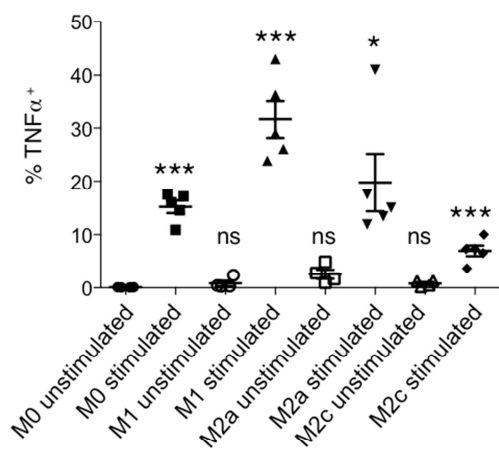 50
40
30
20
10
0
% TNFα+
***
ns
***
ns
*
ns
***
M0 unstimulated
M0 stimulated
M1 unstimulated
M1 stimulated
M2a unstimulated
M2a stimulated
M2c unstimulated
M2c stimulated